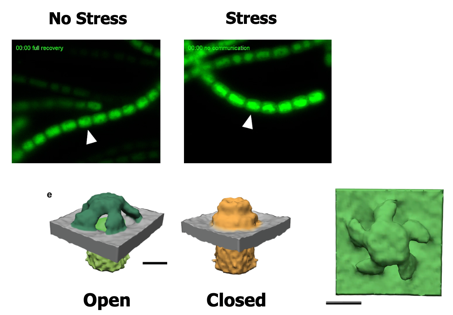 No Stress
Stress
00:00 full recovery
00:00 no communication
e
Open
Closed